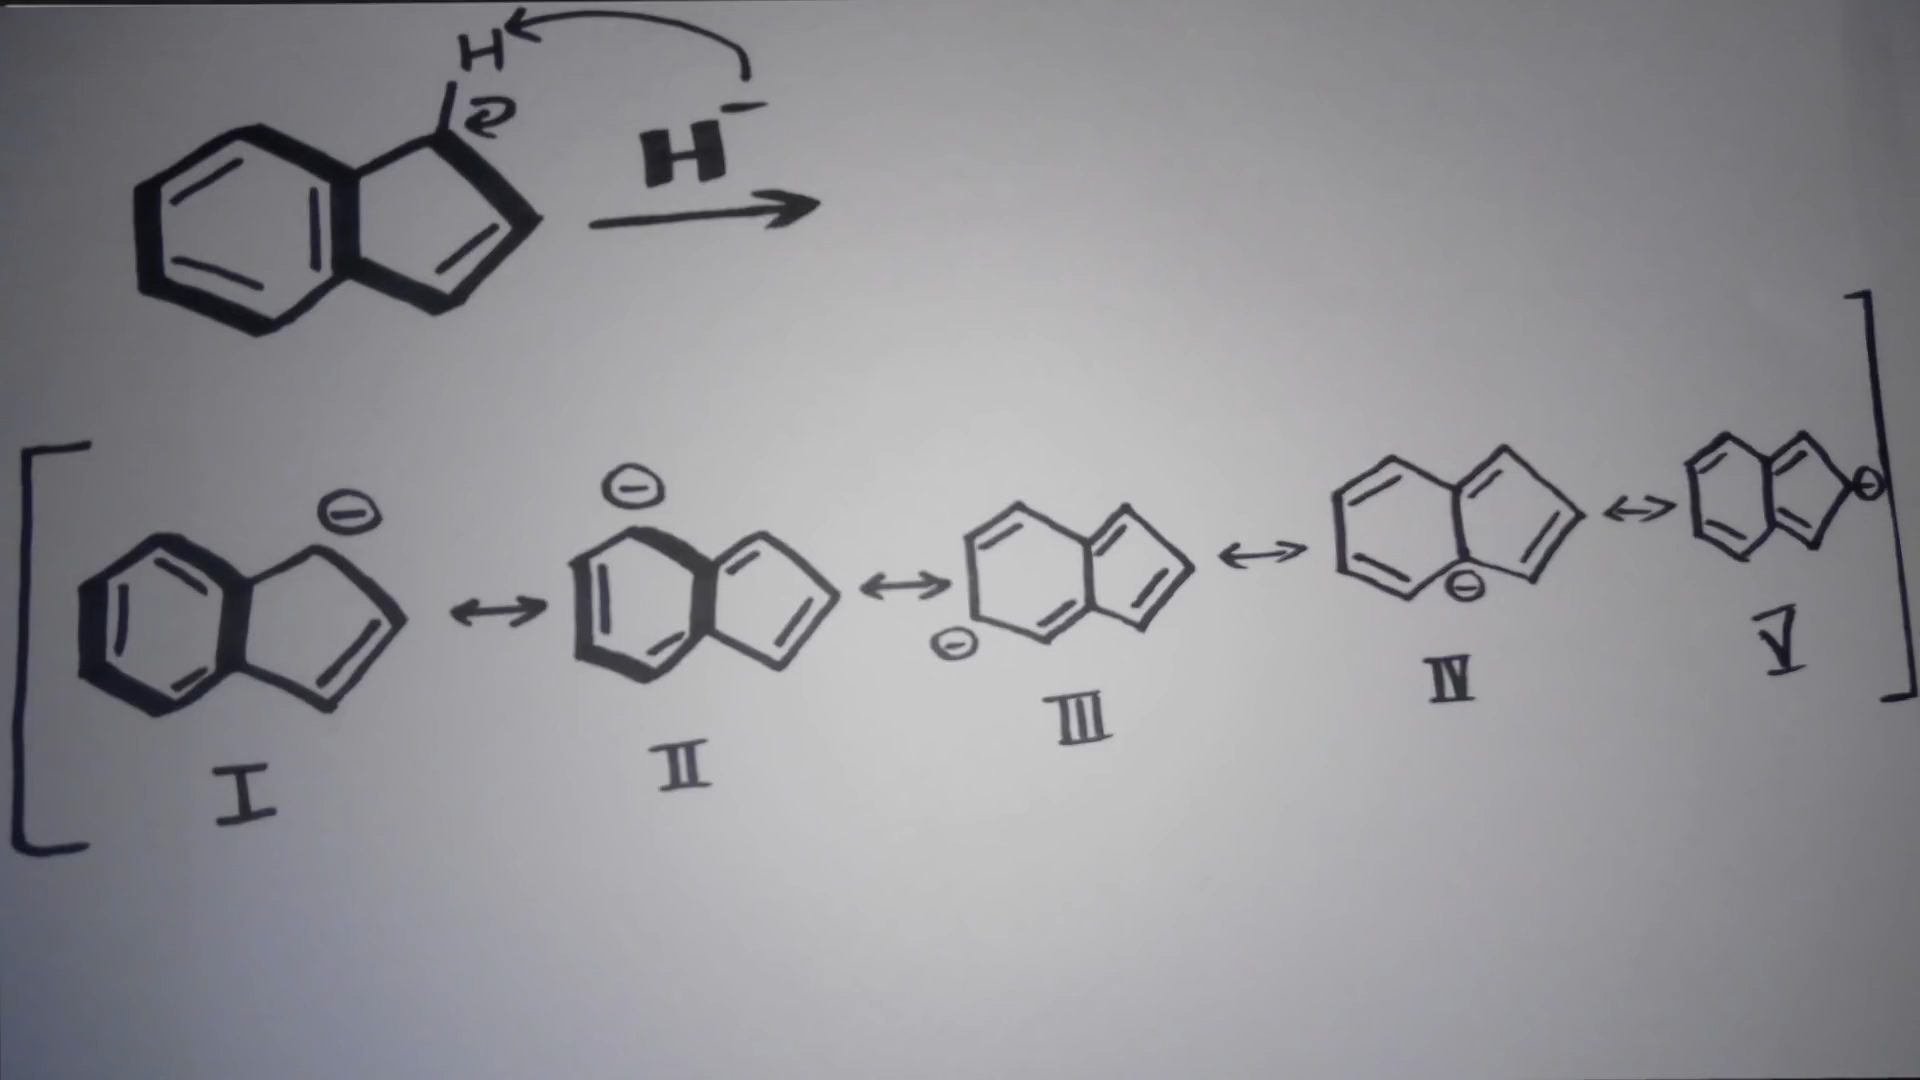 H
H⁻
⊖ ⊖ ⊖ ⊖ ⊖
I II III IV V